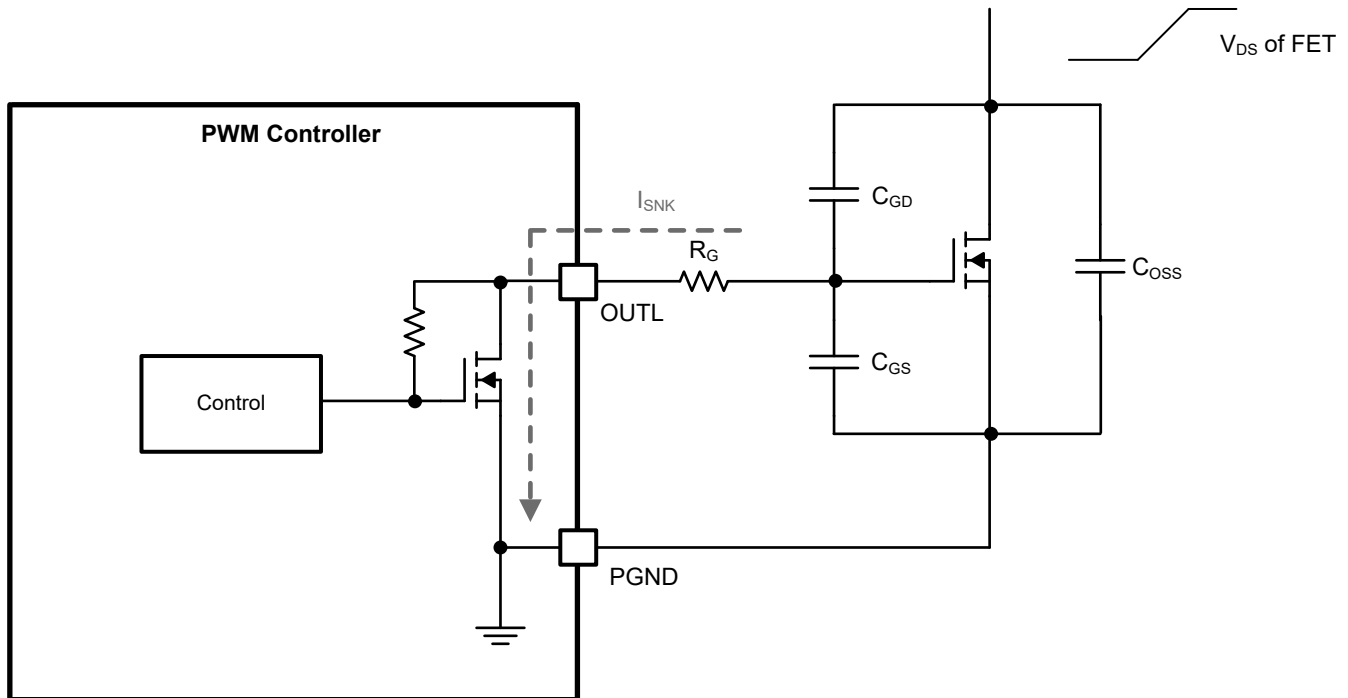 V_DS of FET
PWM Controller
I_SNK
C_GD
R_G
C_OSS
OUTL
C_GS
Control
PGND